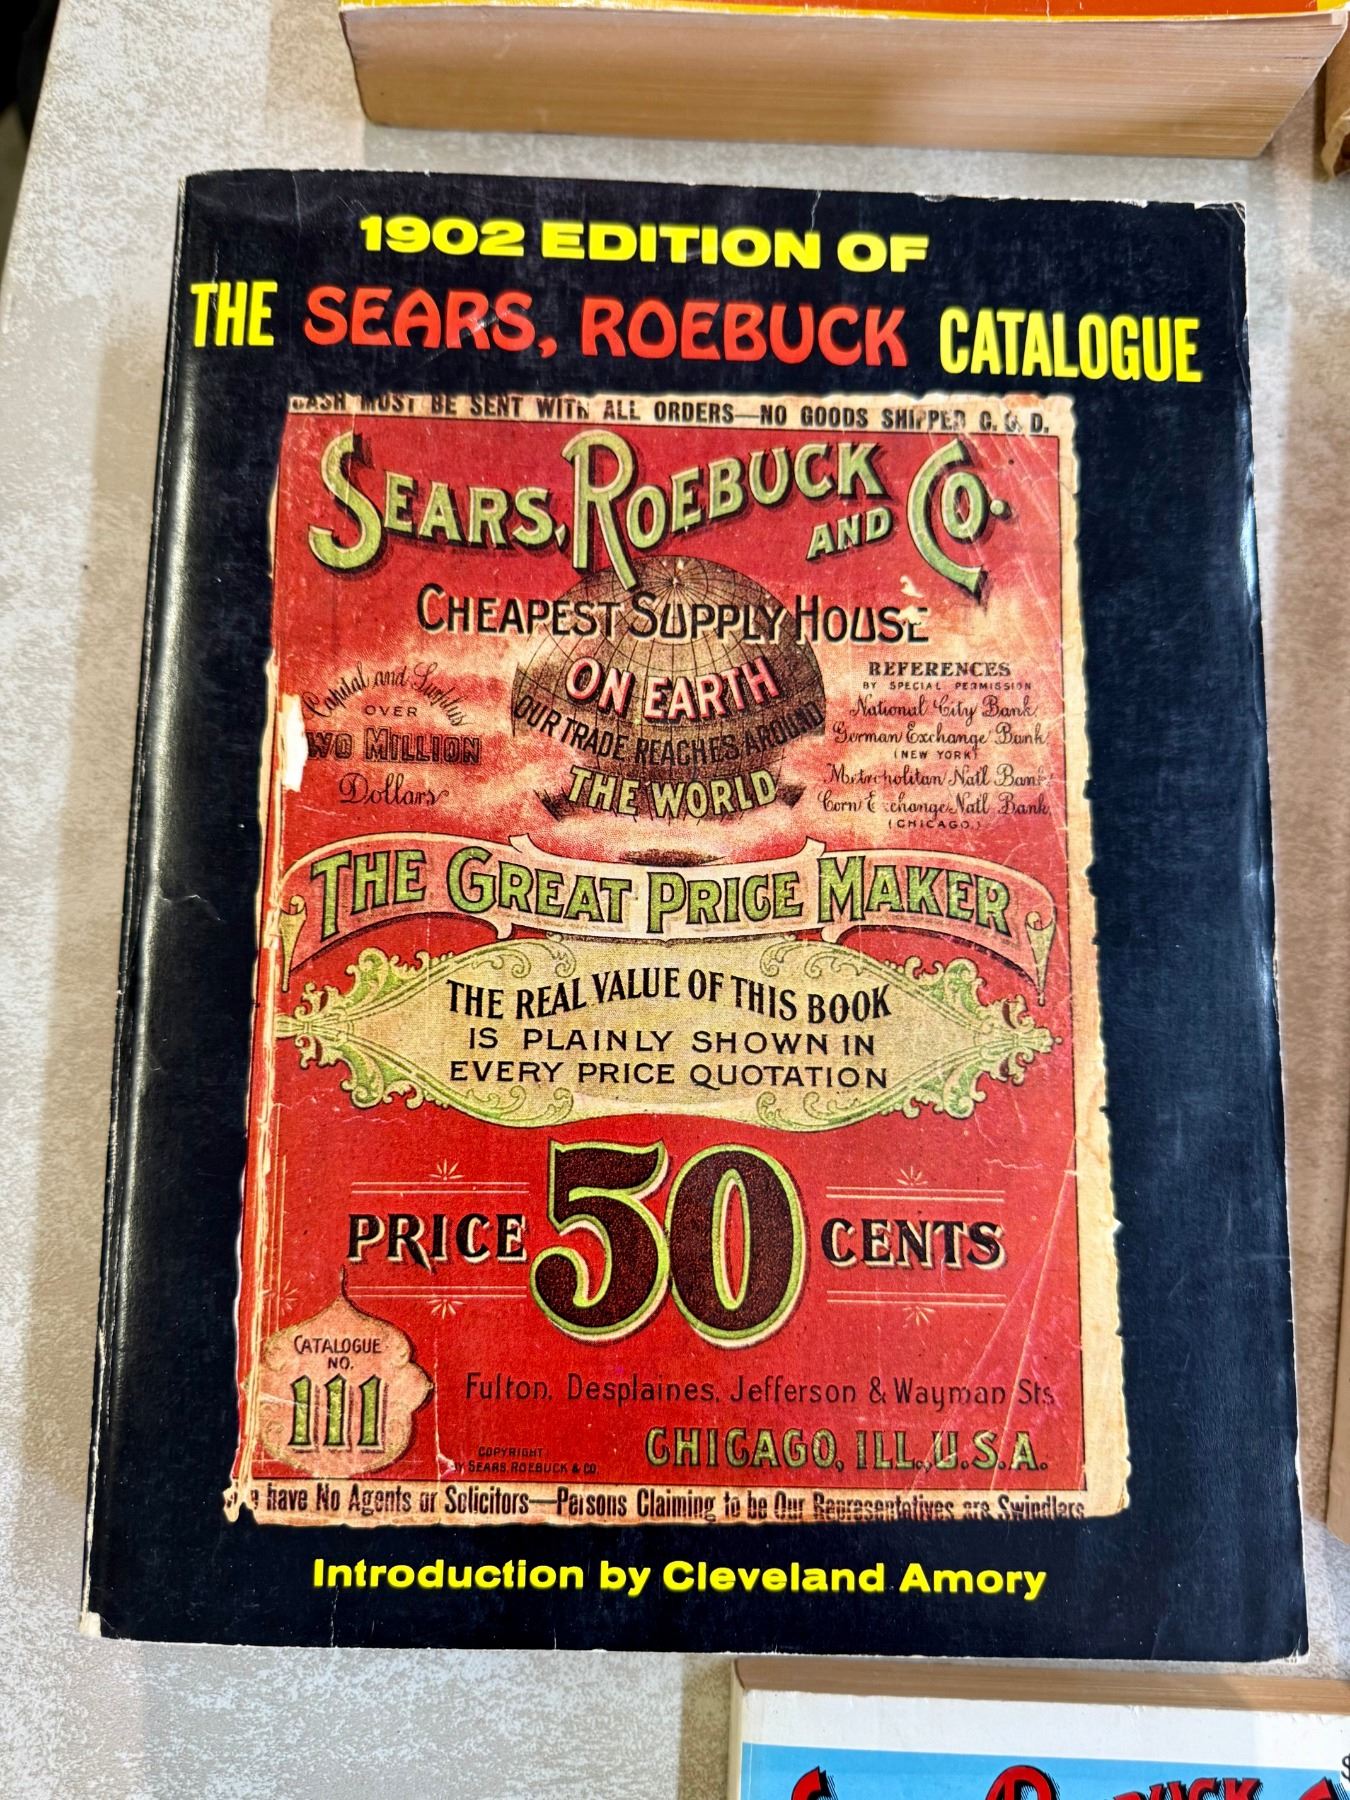 1902 EDITION OF
THE SEARS, ROEBUCK CATALOGUE
CASH MUST BE SENT WITH ALL ORDERS—NO GOODS SHIPPED C. O. D.
SEARS, ROEBUCK AND CO.
CHEAPEST SUPPLY HOUSE
ON EARTH
OUR TRADE REACHES AROUND
THE WORLD
Capital and Surplus
OVER
TWO MILLION
Dollars
REFERENCES
BY SPECIAL PERMISSION
National City Bank
German Exchange Bank
(NEW YORK)
Metropolitan Nat'l Bank
Corn Exchange Nat'l Bank
(CHICAGO.)
THE GREAT PRICE MAKER
THE REAL VALUE OF THIS BOOK
IS PLAINLY SHOWN IN
EVERY PRICE QUOTATION
PRICE 50 CENTS
CATALOGUE
NO.
111
Fulton, Desplaines, Jefferson & Wayman Sts
CHICAGO, ILL., U.S.A.
COPYRIGHT
BY SEARS, ROEBUCK & CO.
have No Agents or Solicitors—Persons Claiming to be Our Representatives are Swindlers
Introduction by Cleveland Amory